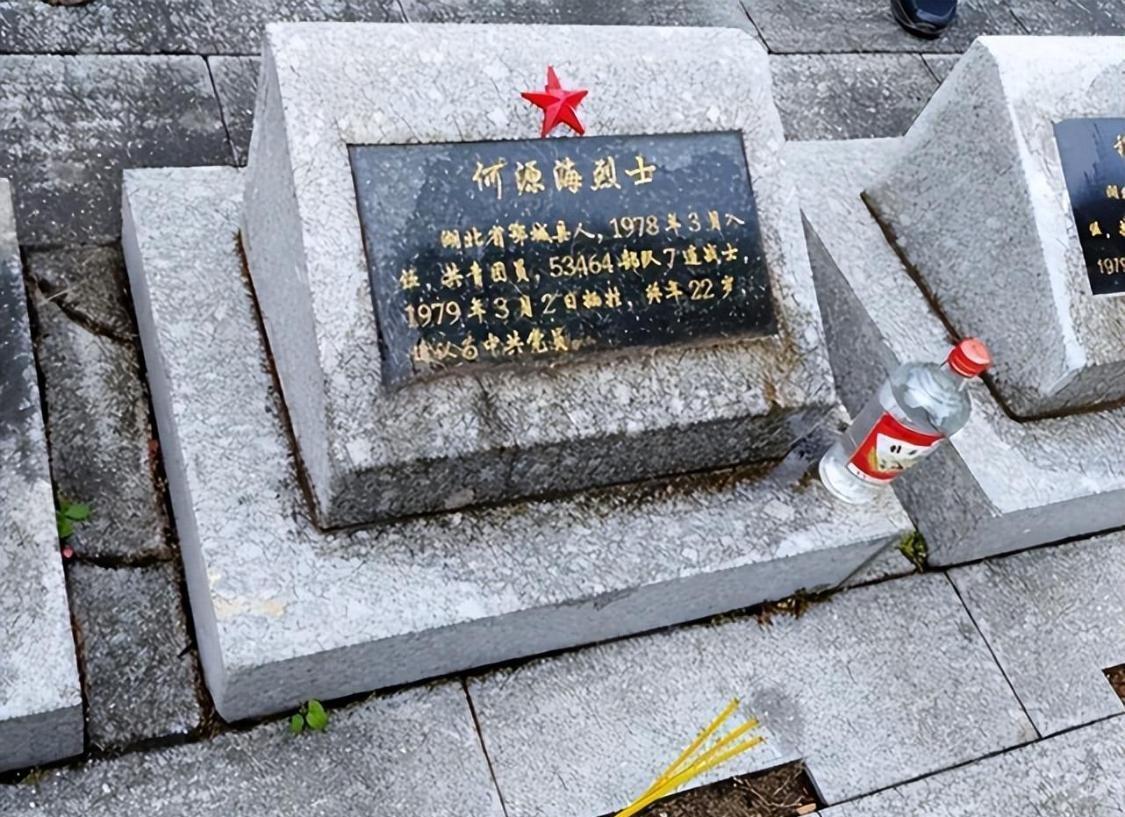 何源海烈士
湖北省鄂城县人，1978年3月入
伍，共青团员，53464部队7连战士，
1979年3月2日牺牲，终年22岁，
追认为中共党员。
1979